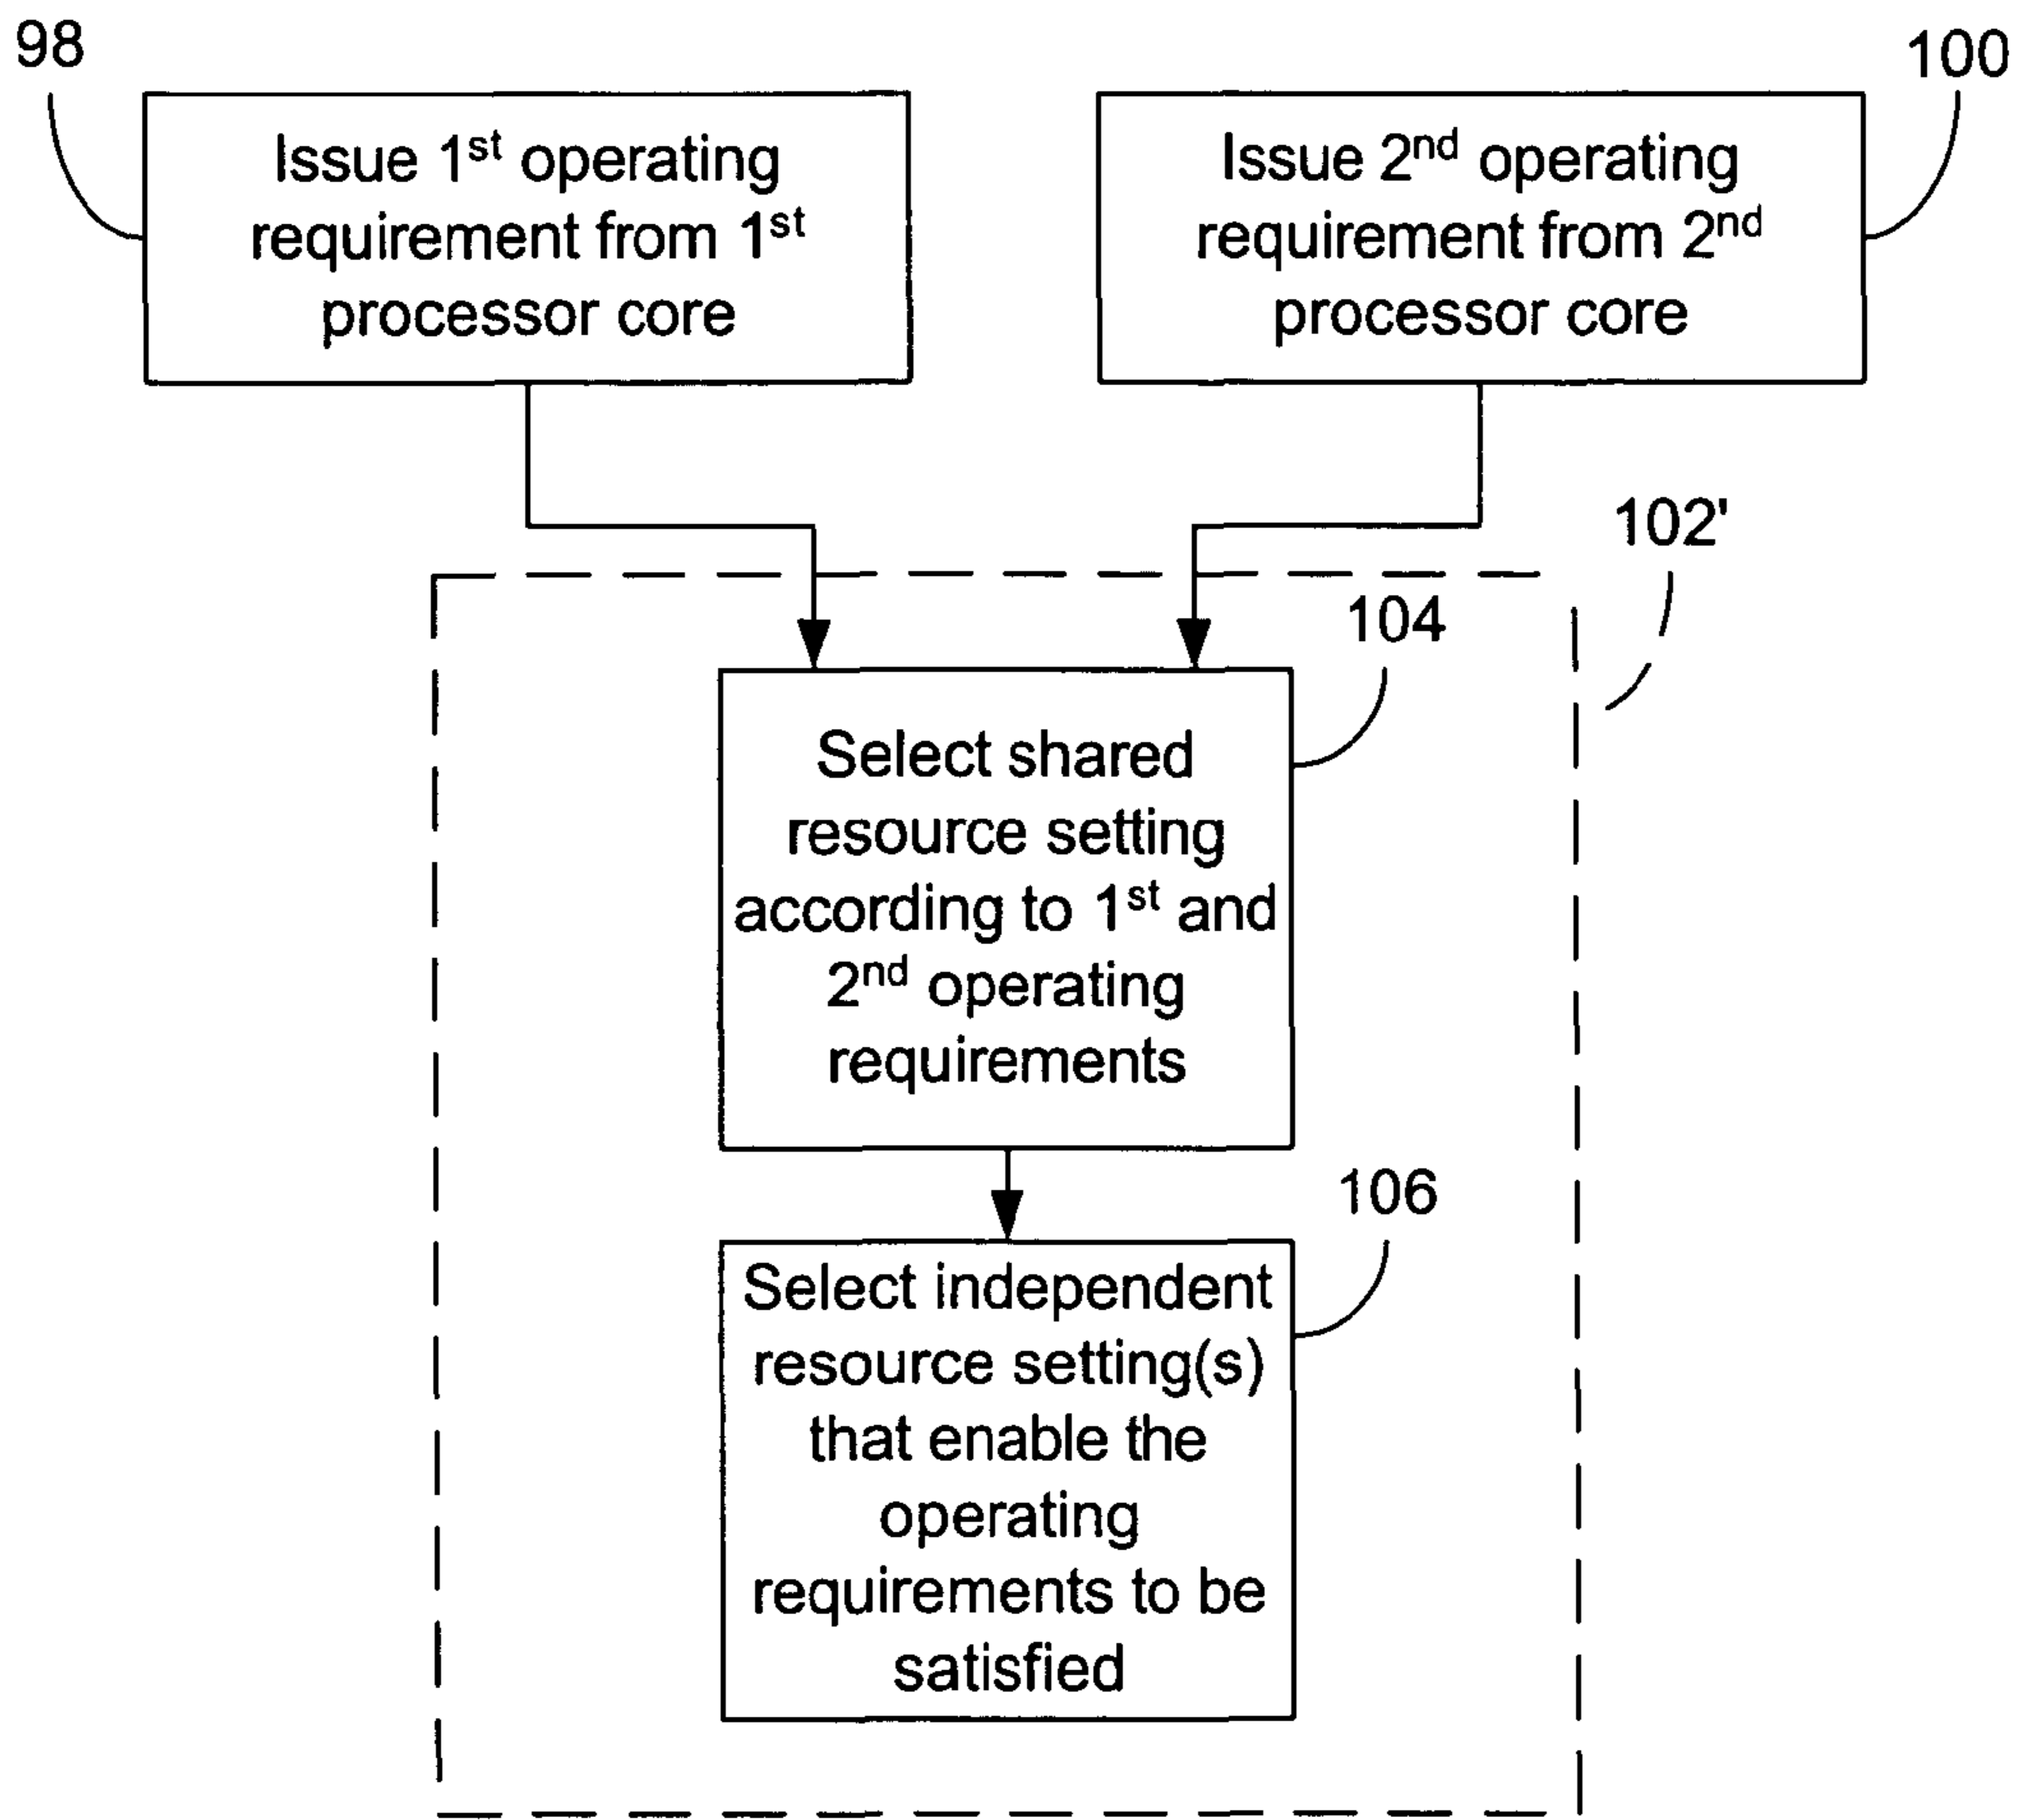 98
Issue 1st operating
requirement from 1st
processor core
100
Issue 2nd operating
requirement from 2nd
processor core
102'
104
Select shared
resource setting
according to 1st and
2nd operating
requirements
106
Select independent
resource setting(s)
that enable the
operating
requirements to be
satisfied